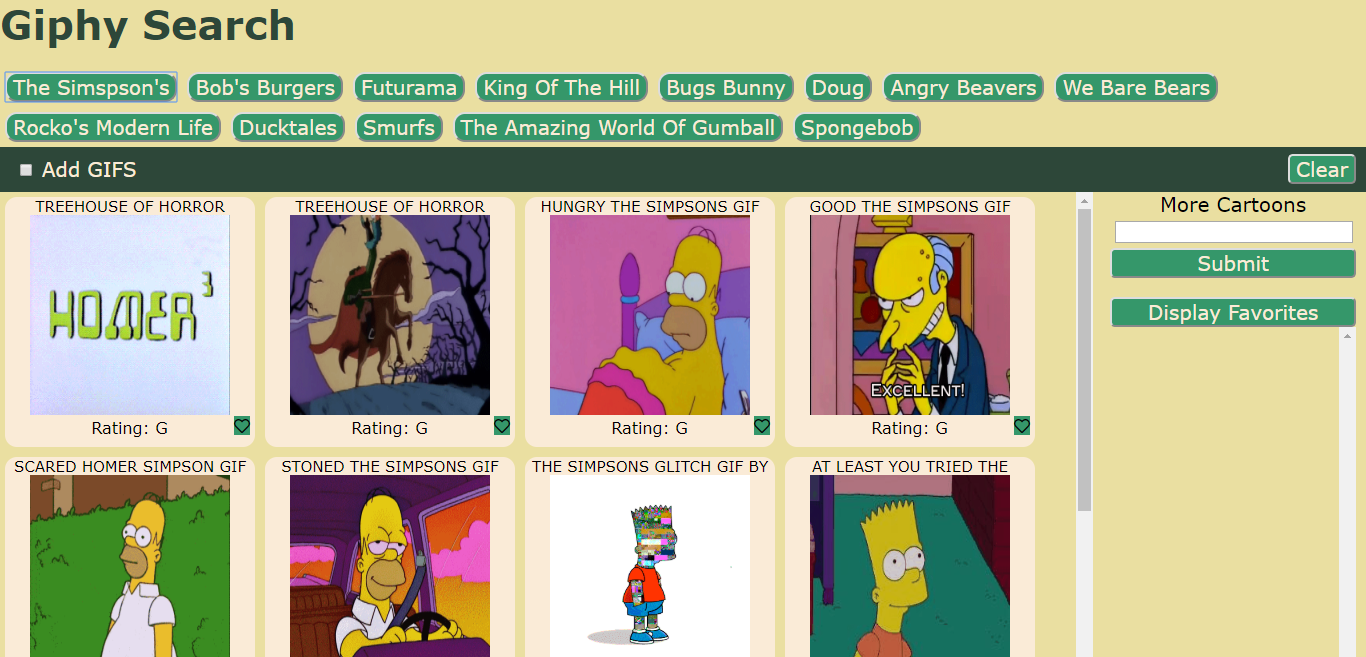 Giphy Search
The Simspson's Bob's Burgers Futurama King Of The Hill Bugs Bunny Doug Angry Beavers We Bare Bears
Rocko's Modern Life Ducktales Smurfs The Amazing World Of Gumball Spongebob
Add GIFS Clear
TREEHOUSE OF HORROR TREEHOUSE OF HORROR HUNGRY THE SIMPSONS GIF GOOD THE SIMPSONS GIF More Cartoons
HOMER3
EXCELLENT!
Submit
Display Favorites
Rating: G Rating: G Rating: G Rating: G
SCARED HOMER SIMPSON GIF STONED THE SIMPSONS GIF THE SIMPSONS GLITCH GIF BY AT LEAST YOU TRIED THE